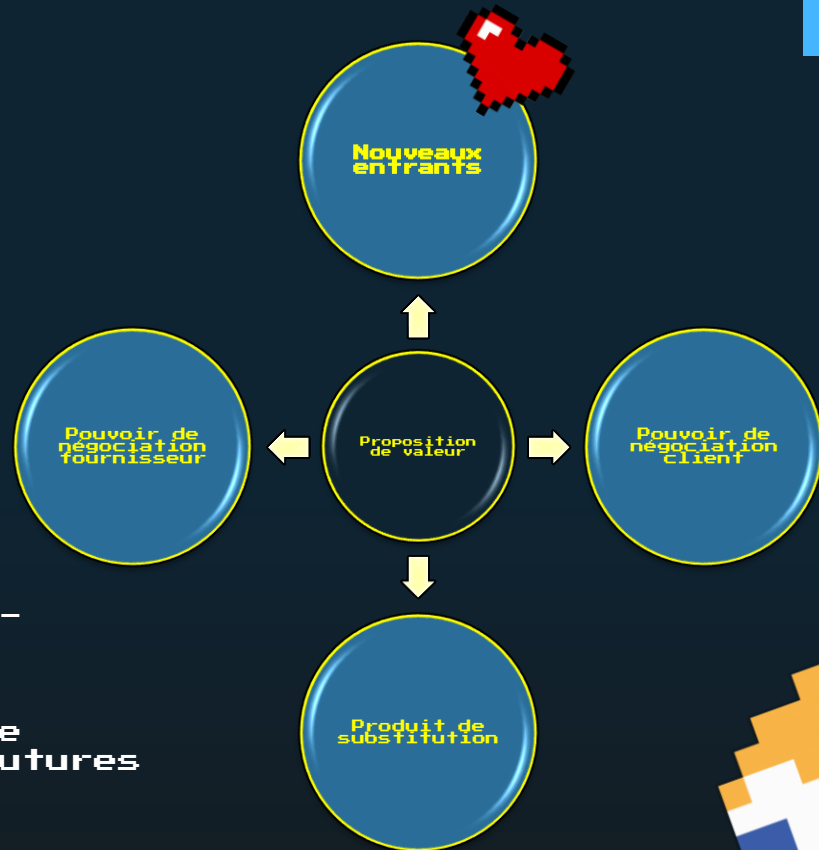 Nouveaux
entrants
Pouvoir de
négociation
fournisseur
Proposition
de valeur
Pouvoir de
négociation
client
–
e
utures
Produit de
substitution